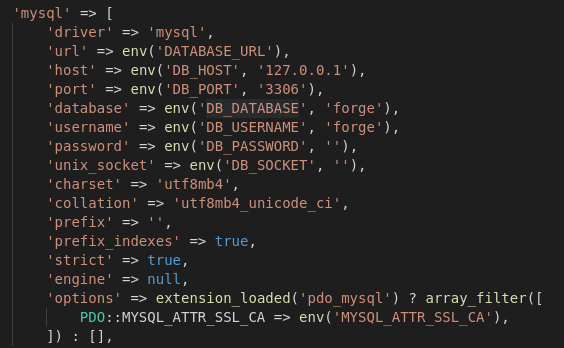 'mysql' => [
'driver' => 'mysql',
'url' => env('DATABASE_URL'),
'host' => env('DB_HOST', '127.0.0.1'),
'port' => env('DB_PORT', '3306'),
'database' => env('DB_DATABASE', 'forge'),
'username' => env('DB_USERNAME', 'forge'),
'password' => env('DB_PASSWORD', ''),
'unix_socket' => env('DB_SOCKET', ''),
'charset' => 'utf8mb4',
'collation' => 'utf8mb4_unicode_ci',
'prefix' => '',
'prefix_indexes' => true,
'strict' => true,
'engine' => null,
'options' => extension_loaded('pdo_mysql') ? array_filter([
PDO::MYSQL_ATTR_SSL_CA => env('MYSQL_ATTR_SSL_CA'),
]) : [],